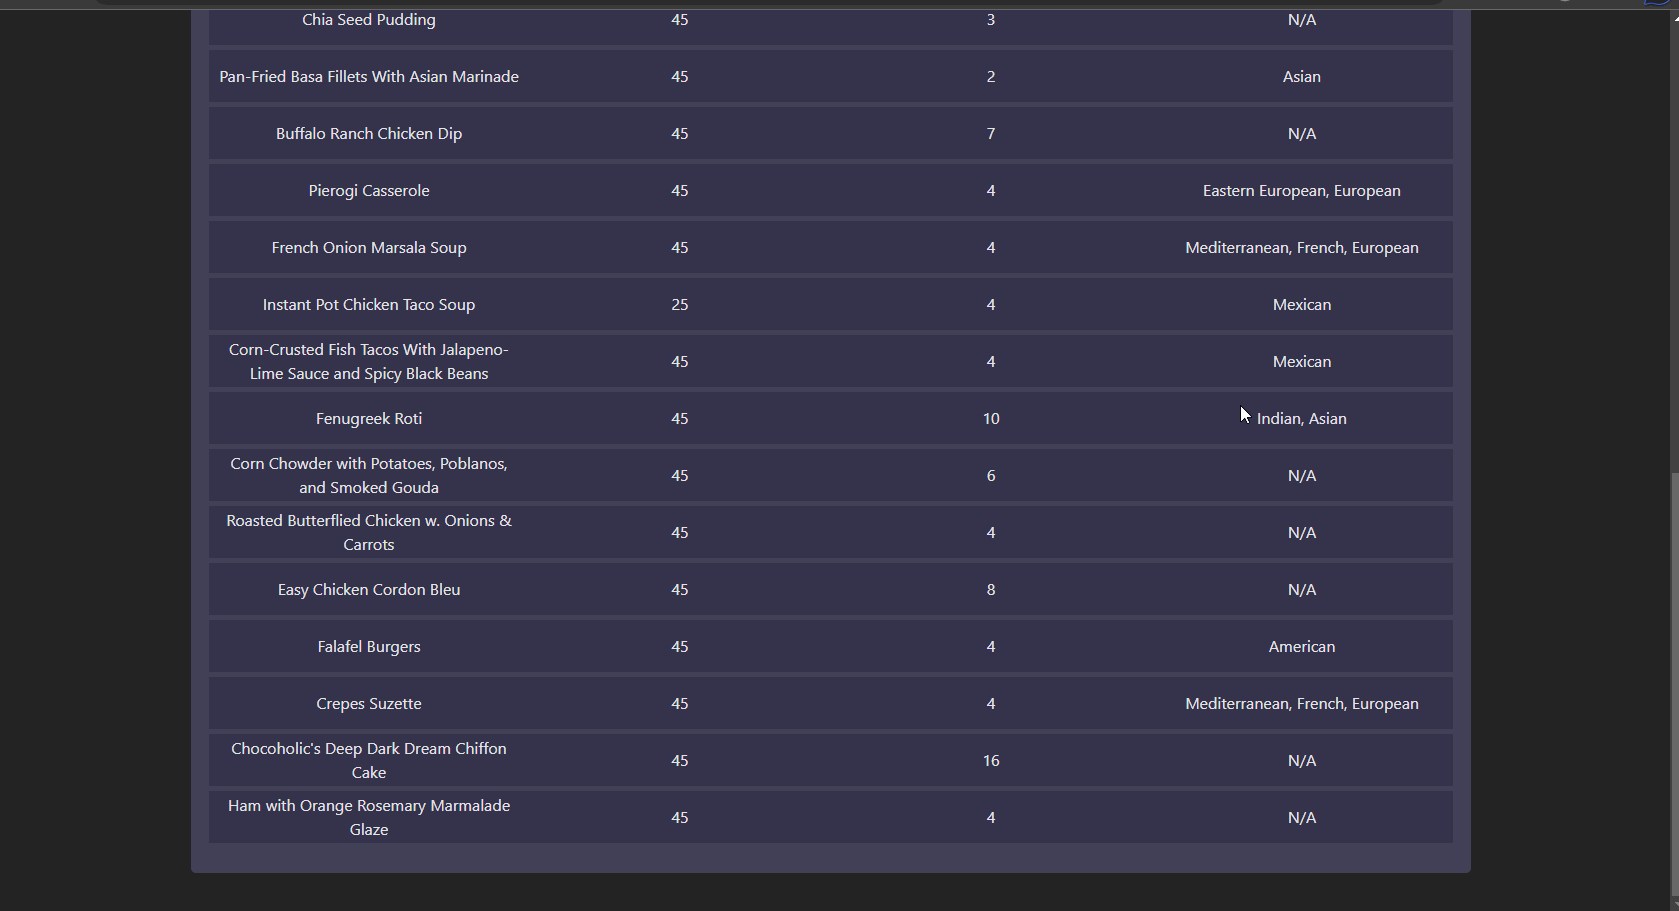 Chia Seed Pudding 45 3 N/A
Pan-Fried Basa Fillets With Asian Marinade 45 2 Asian
Buffalo Ranch Chicken Dip 45 7 N/A
Pierogi Casserole 45 4 Eastern European, European
French Onion Marsala Soup 45 4 Mediterranean, French, European
Instant Pot Chicken Taco Soup 25 4 Mexican
Corn-Crusted Fish Tacos With Jalapeno-
Lime Sauce and Spicy Black Beans 45 4 Mexican
Fenugreek Roti 45 10 Indian, Asian
Corn Chowder with Potatoes, Poblanos,
and Smoked Gouda 45 6 N/A
Roasted Butterflied Chicken w. Onions &
Carrots 45 4 N/A
Easy Chicken Cordon Bleu 45 8 N/A
Falafel Burgers 45 4 American
Crepes Suzette 45 4 Mediterranean, French, European
Chocoholic's Deep Dark Dream Chiffon
Cake 45 16 N/A
Ham with Orange Rosemary Marmalade
Glaze 45 4 N/A